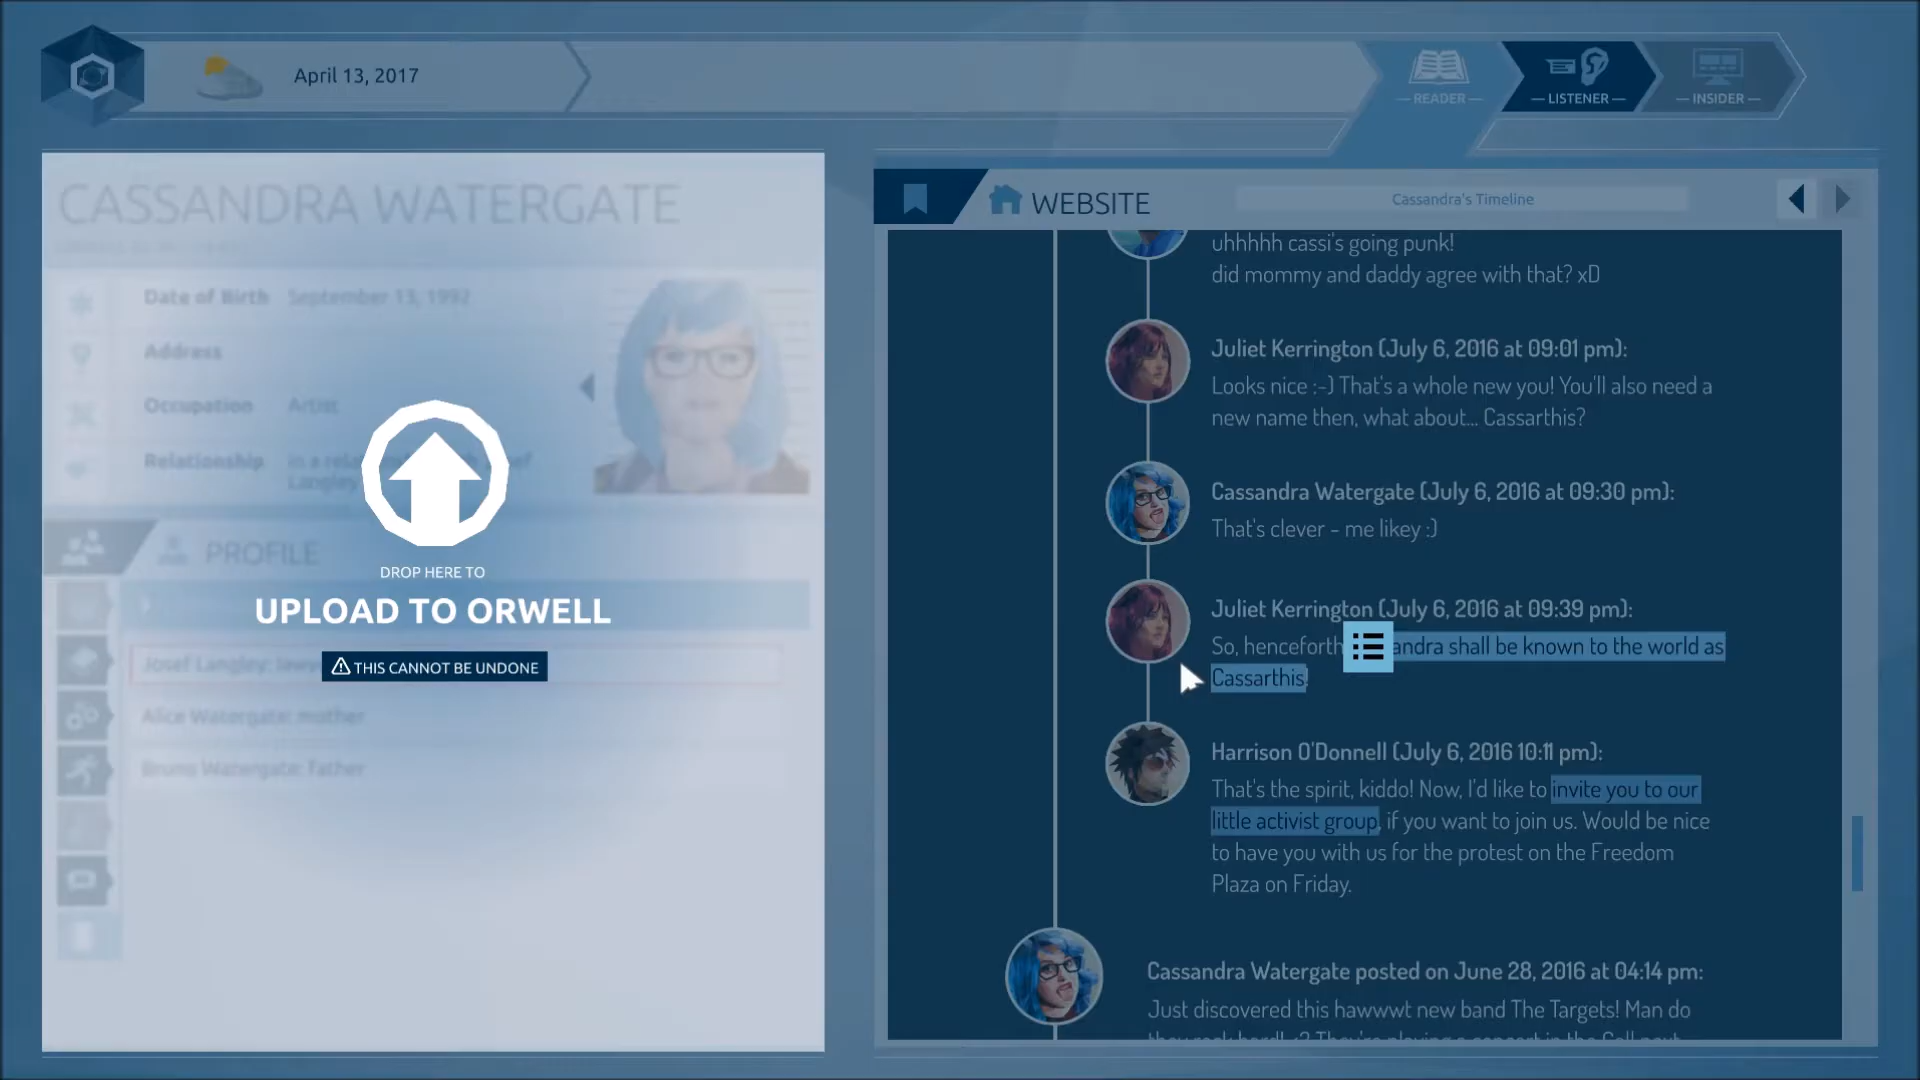 April 13, 2017
READER
LISTENER
INSIDER
CASSANDRA WATERGATE
Date of Birth September 13, 1992
Address
Occupation Artist
Relationship in a
Langley
PROFILE
DROP HERE TO
UPLOAD TO ORWELL
THIS CANNOT BE UNDONE
Josef Langley:
Alice Watergate: mother
Bruno Watergate: father
WEBSITE
Cassandra's Timeline
uhhhhh cassi's going punk!
did mommy and daddy agree with that? xD
Juliet Kerrington (July 6, 2016 at 09:01 pm):
Looks nice :-) That's a whole new you! You'll also need a
new name then, what about... Cassarthis?
Cassandra Watergate (July 6, 2016 at 09:30 pm):
That's clever - me likey :)
Juliet Kerrington (July 6, 2016 at 09:39 pm):
So, henceforth andra shall be known to the world as
Cassarthis!
Harrison O'Donnell (July 6, 2016 10:11 pm):
That's the spirit, kiddo! Now, I'd like to invite you to our
little activist group, if you want to join us. Would be nice
to have you with us for the protest on the Freedom
Plaza on Friday.
Cassandra Watergate posted on June 28, 2016 at 04:14 pm:
Just discovered this hawwwt new band The Targets! Man do